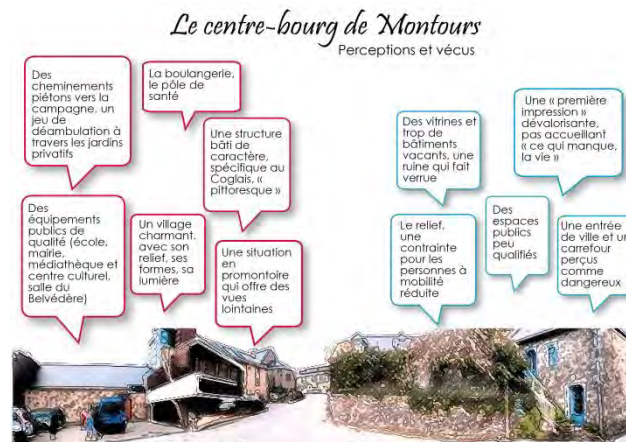 Le centre-bourg de Montours
Perceptions et vécus
Des
cheminements
piétons vers la
campagne, un
jeu de
déambulation à
travers les jardins
privatifs
La boulangerie,
le pôle de
santé
Une structure
bâti de
caractère,
spécifique au
Coglais, «
pittoresque »
Des
équipements
publics de
qualité (école,
mairie,
médiathèque et
centre culturel,
salle du
Belvédère)
Un village
charmant,
avec son
relief, ses
formes, sa
lumière
Une situation
en
promontoire
qui offre des
vues
lointaines
Des vitrines et
trop de
bâtiments
vacants, une
ruine qui fait
verrue
Une « première
impression »
dévalorisante,
pas accueillant
« ce qui manque,
la vie »
Le relief,
une
contrainte
pour les
personnes à
mobilité
réduite
Des
espaces
publics
peu
qualifiés
Une entrée
de ville et un
carrefour
perçus
comme
dangereux